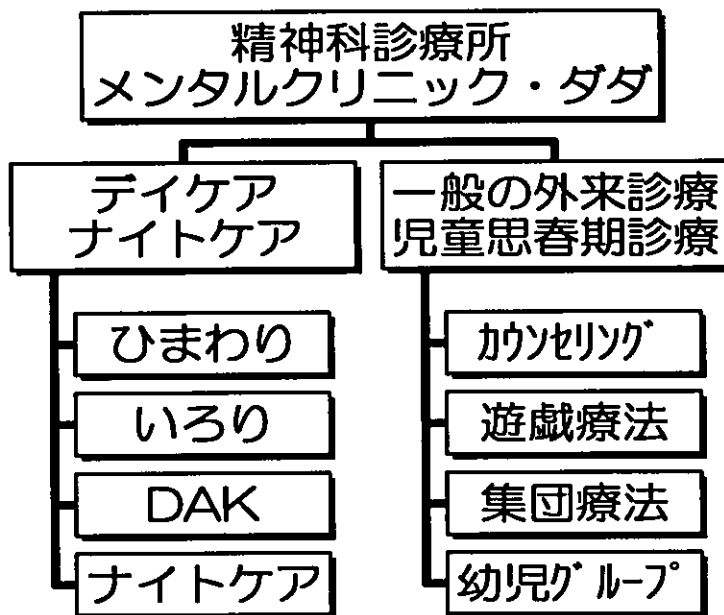 精神科診療所
メンタルクリニック・ダダ
デイケア
ナイトケア
一般の外来診療
児童思春期診療
ひまわり
いろり
DAK
ナイトケア
ｶｳﾝｾﾘﾝｸﾞ
遊戯療法
集団療法
幼児ｸﾞﾙｰﾌﾟ